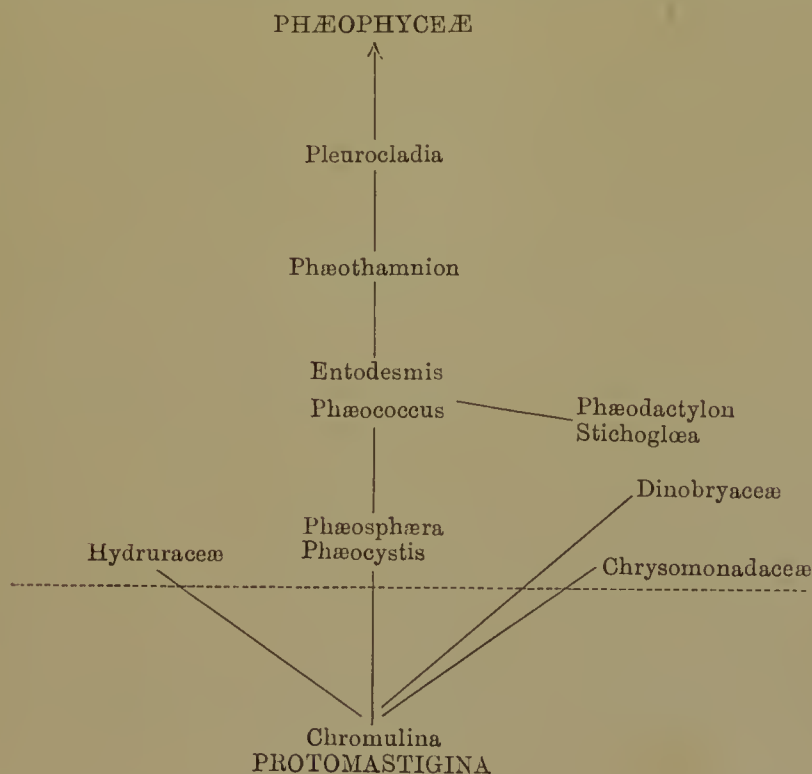 PHÆOPHYCEÆ
Pleurocladia
Phæothamnion
Entodesmis
Phæococcus
Phæodactylon
Stichoglœa
Dinobryaceæ
Phæosphæra
Phæocystis
Hydruraceæ
Chrysomonadaceæ
Chromulina
PROTOMASTIGINA